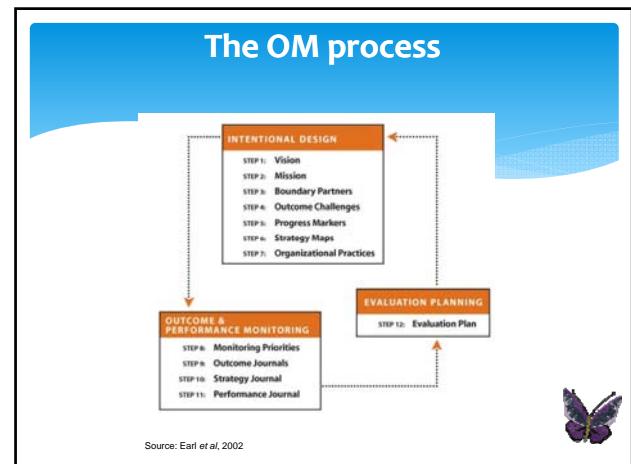 The OM process
INTENTIONAL DESIGN
STEP 1: Vision
STEP 2: Mission
STEP 3: Boundary Partners
STEP 4: Outcome Challenges
STEP 5: Progress Markers
STEP 6: Strategy Maps
STEP 7: Organizational Practices
OUTCOME &
PERFORMANCE MONITORING
STEP 8: Monitoring Priorities
STEP 9: Outcome Journals
STEP 10: Strategy Journal
STEP 11: Performance Journal
EVALUATION PLANNING
STEP 12: Evaluation Plan
Source: Earl et al, 2002